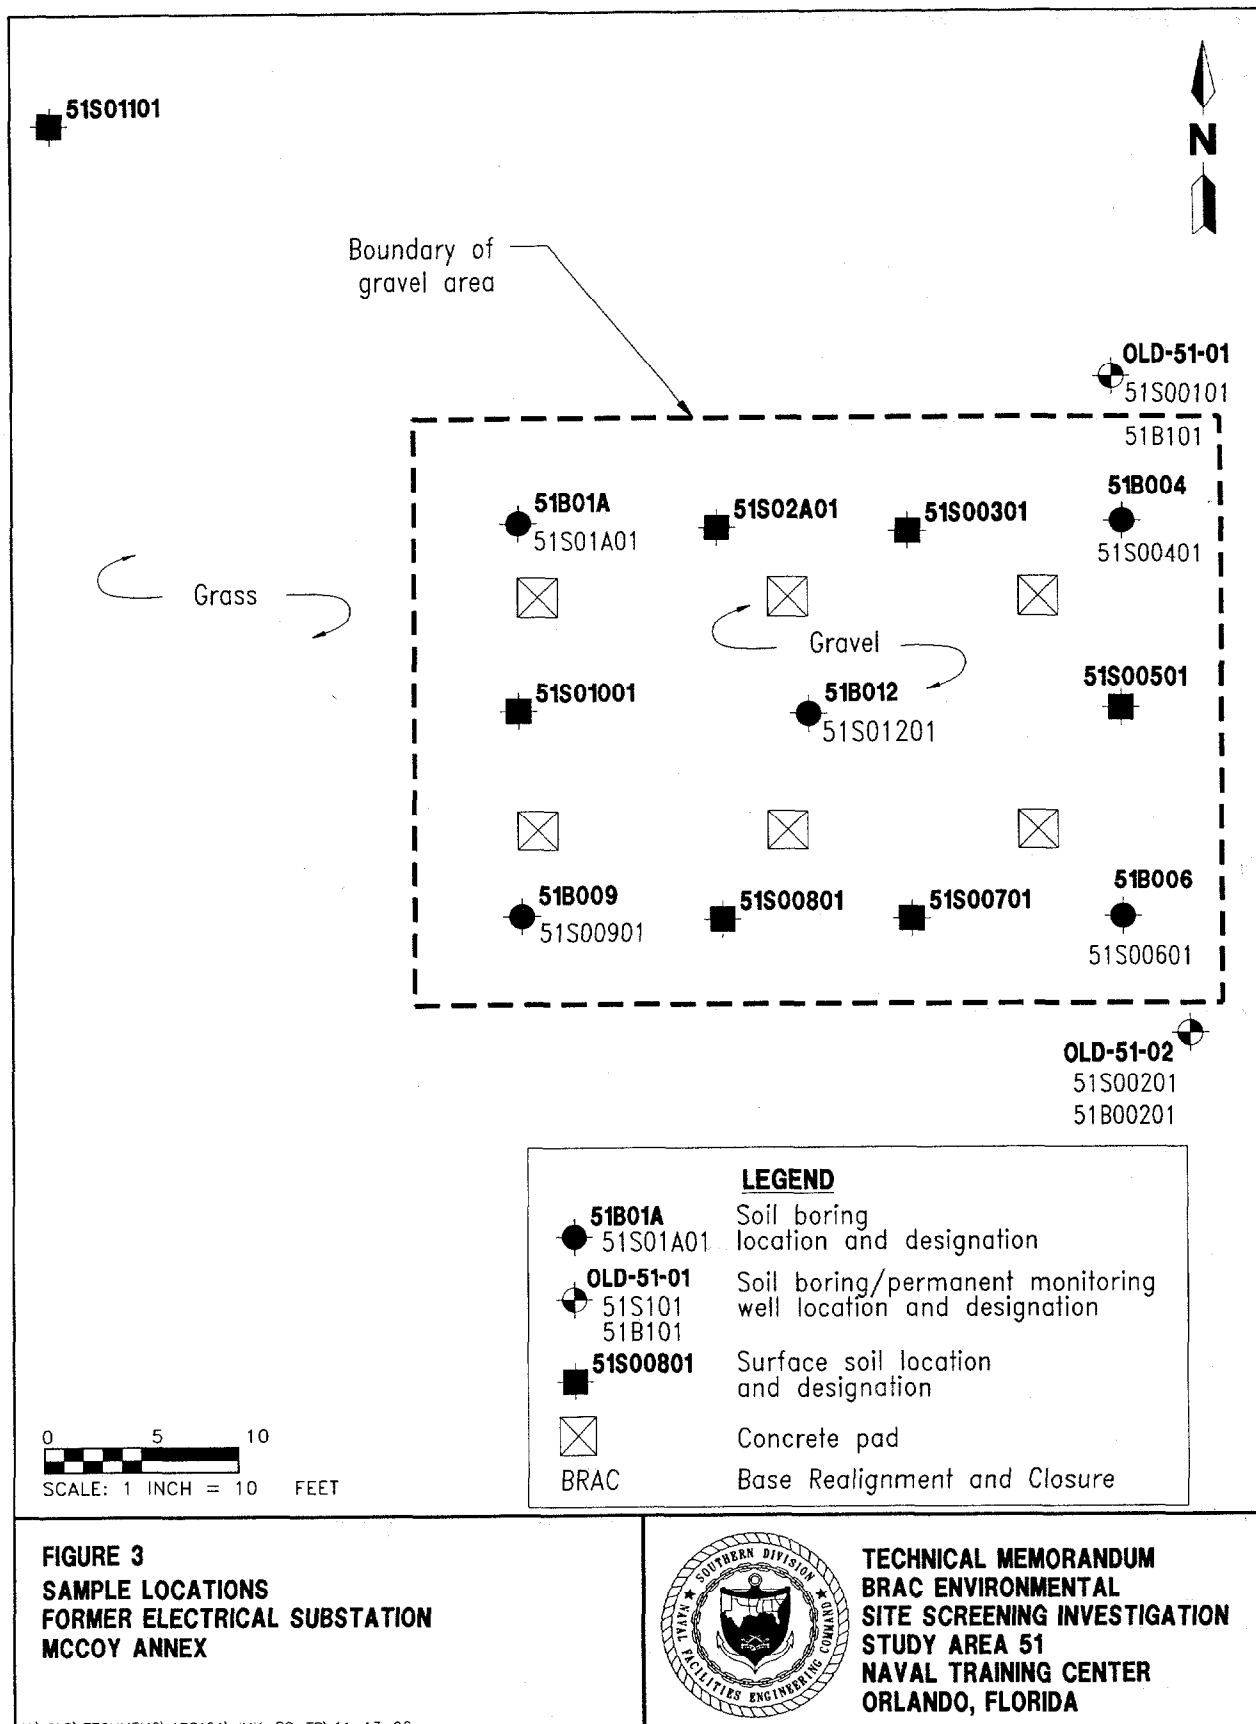 51S01101
N
Boundary of
gravel area
OLD-51-01
51S00101
51B101
51B01A
51S01A01
51S02A01
51S00301
51B004
51S00401
Grass
Gravel
51S01001
51B012
51S01201
51S00501
51B009
51S00901
51S00801
51S00701
51B006
51S00601
OLD-51-02
51S00201
51B00201
LEGEND
51B01A
51S01A01
Soil boring
location and designation
OLD-51-01
51S101
51B101
Soil boring/permanent monitoring
well location and designation
51S00801
Surface soil location
and designation
Concrete pad
BRAC Base Realignment and Closure
0 5 10
SCALE: 1 INCH = 10 FEET
FIGURE 3
SAMPLE LOCATIONS
FORMER ELECTRICAL SUBSTATION
MCCOY ANNEX
SOUTHERN DIVISION
NAVAL FACILITIES ENGINEERING COMMAND
TECHNICAL MEMORANDUM
BRAC ENVIRONMENTAL
SITE SCREENING INVESTIGATION
STUDY AREA 51
NAVAL TRAINING CENTER
ORLANDO, FLORIDA